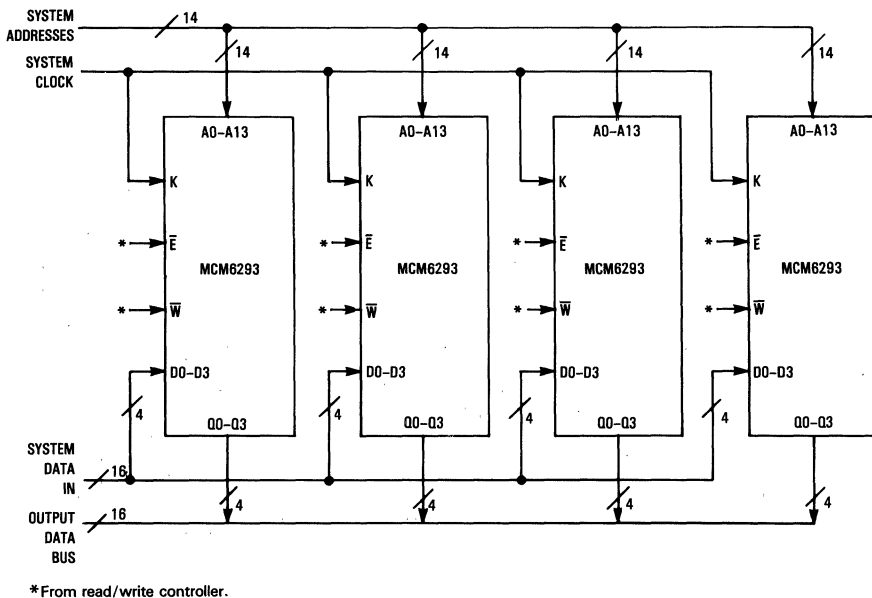 SYSTEM
ADDRESSES
14
14 14 14 14
SYSTEM
CLOCK
A0-A13 A0-A13 A0-A13 A0-A13
K K K K
* E̅ * E̅ * E̅ * E̅
MCM6293 MCM6293 MCM6293 MCM6293
* W̅ * W̅ * W̅ * W̅
D0-D3 D0-D3 D0-D3 D0-D3
4 4 4 4
Q0-Q3 Q0-Q3 Q0-Q3 Q0-Q3
SYSTEM
DATA
IN
16
4 4 4 4
OUTPUT
DATA
BUS
16
*From read/write controller.